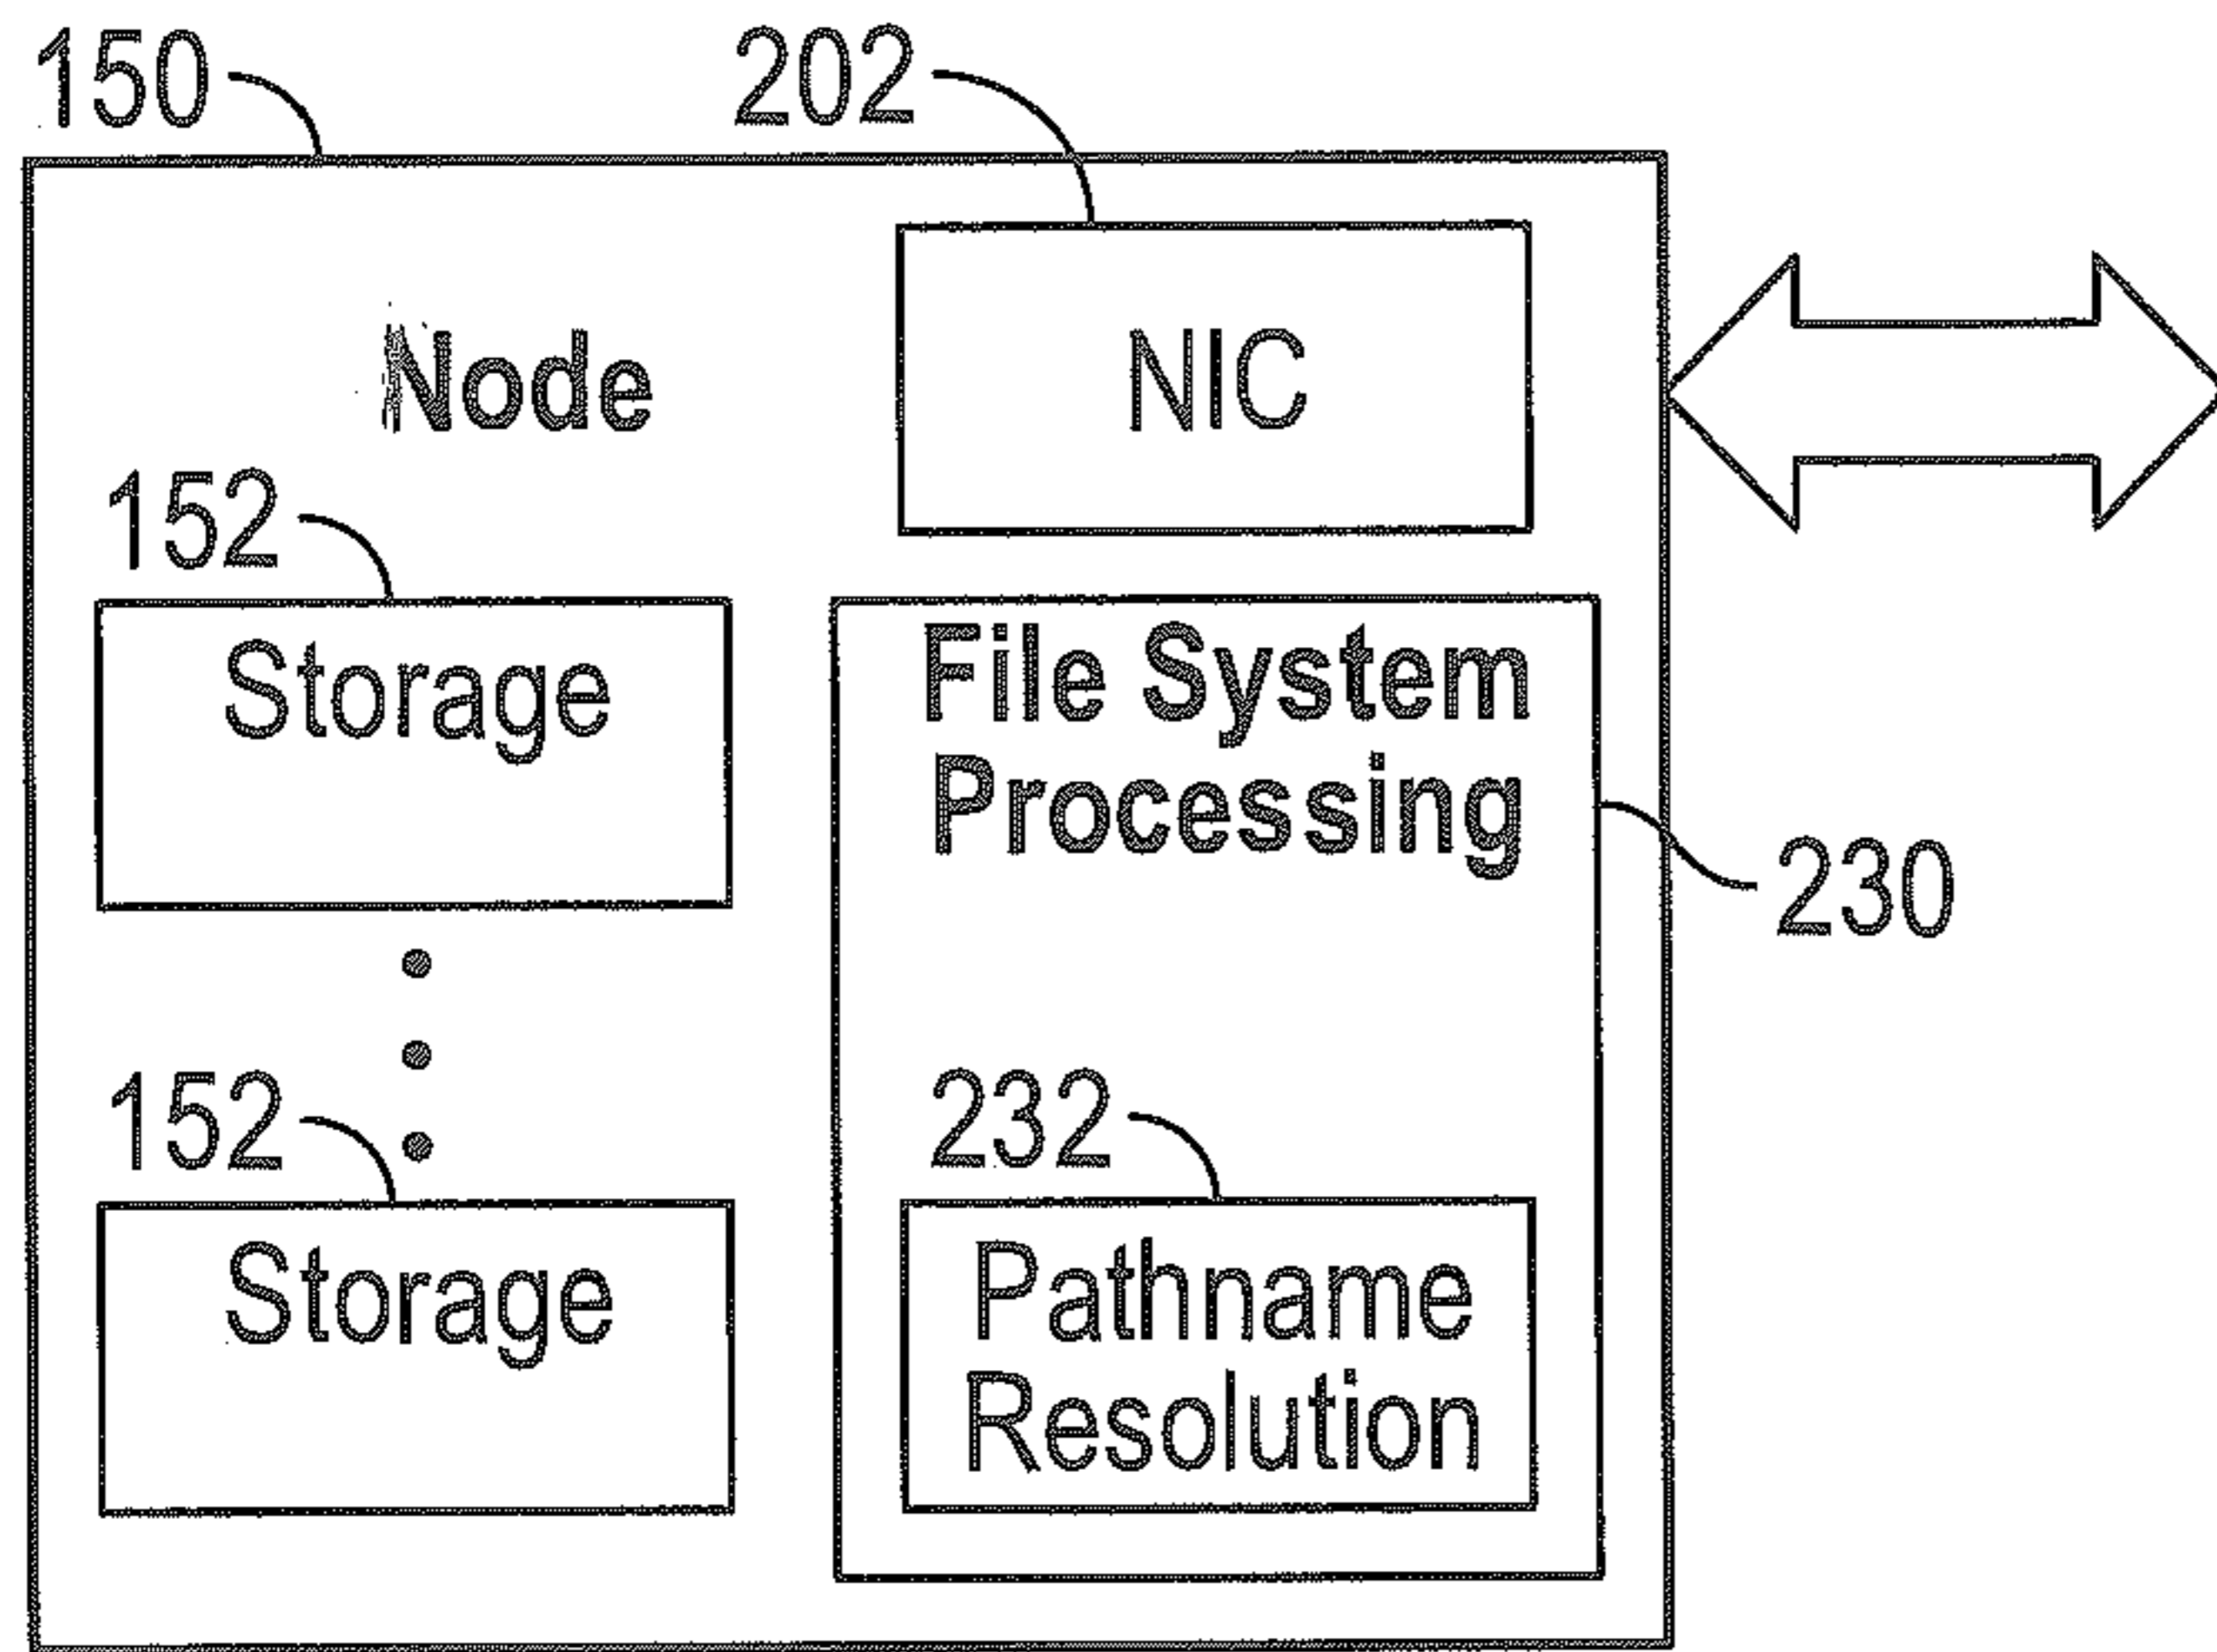 150
202
Node
NIC
152
Storage
File System
Processing
230
152
Storage
232
Pathname
Resolution